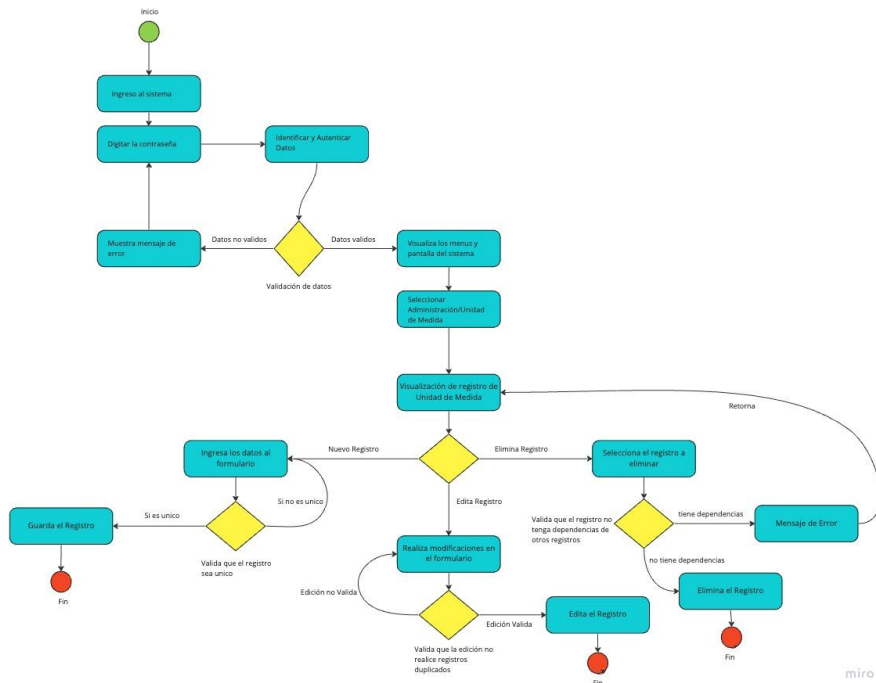 Inicio
Ingreso al sistema
Digitar la contraseña
Identificar y Autenticar
Datos
Muestra mensaje de
error
Datos no validos
Datos validos
Visualiza los menus y
pantalla del sistema
Validación de datos
Seleccionar
Administración/Unidad
de Medida
Visualización de registro de
Unidad de Medida
Retorna
Ingresa los datos al
formulario
Nuevo Registro
Elimina Registro
Selecciona el registro a
eliminar
Si no es unico
Edita Registro
Guarda el Registro
Si es unico
Valida que el registro no
tenga dependencias de
otros registros
tiene dependencias
Mensaje de Error
Valida que el registro
sea unico
Realiza modificaciones en
el formulario
no tiene dependencias
Fin
Edición no Valida
Elimina el Registro
Edición Valida
Edita el Registro
Valida que la edición no
realice registros
duplicados
Fin
Fin
miro